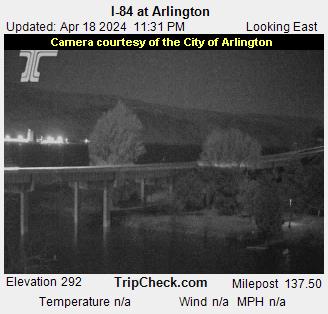 I-84 at Arlington
Updated: Apr 18 2024 11:31 PM Looking East
Camera courtesy of the City of Arlington
Elevation 292 TripCheck.com Milepost 137.50
Temperature n/a Wind n/a MPH n/a